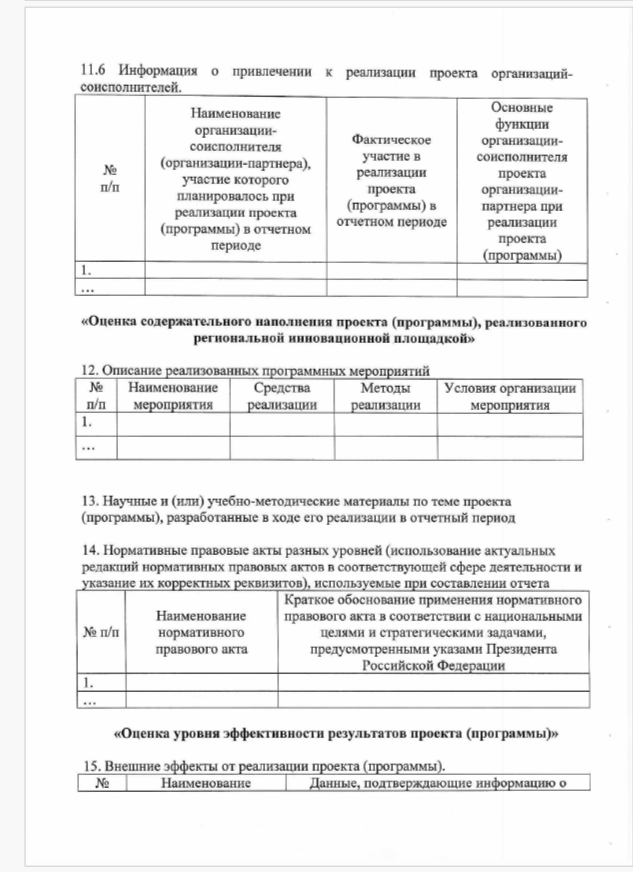 11.6 Информация о привлечении к реализации проекта организаций-
соисполнителей.
№
п/п
Наименование
организации-
соисполнителя
(организации-партнера),
участие которого
планировалось при
реализации проекта
(программы) в отчетном
периоде
Фактическое
участие в
реализации
проекта
(программы) в
отчетном периоде
Основные
функции
организации-
соисполнителя
проекта
организации-
партнера при
реализации
проекта
(программы)
1.
...
«Оценка содержательного наполнения проекта (программы), реализованного
региональной инновационной площадкой»
12. Описание реализованных программных мероприятий
№
п/п
Наименование
мероприятия
Средства
реализации
Методы
реализации
Условия организации
мероприятия
1.
...
13. Научные и (или) учебно-методические материалы по теме проекта
(программы), разработанные в ходе его реализации в отчетный период
14. Нормативные правовые акты разных уровней (использование актуальных
редакций нормативных правовых актов в соответствующей сфере деятельности и
указание их корректных реквизитов), используемые при составлении отчета
№ п/п
Наименование
нормативного
правового акта
Краткое обоснование применения нормативного
правового акта в соответствии с национальными
целями и стратегическими задачами,
предусмотренными указами Президента
Российской Федерации
1.
...
«Оценка уровня эффективности результатов проекта (программы)»
15. Внешние эффекты от реализации проекта (программы).
№
Наименование
Данные, подтверждающие информацию о